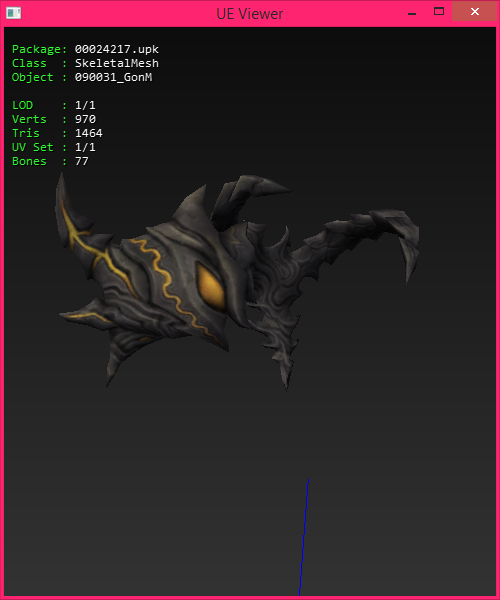 UE Viewer
Package: 00024217.upk
Class : SkeletalMesh
Object : 090031_GonM
LOD : 1/1
Verts : 970
Tris : 1464
UV Set : 1/1
Bones : 77